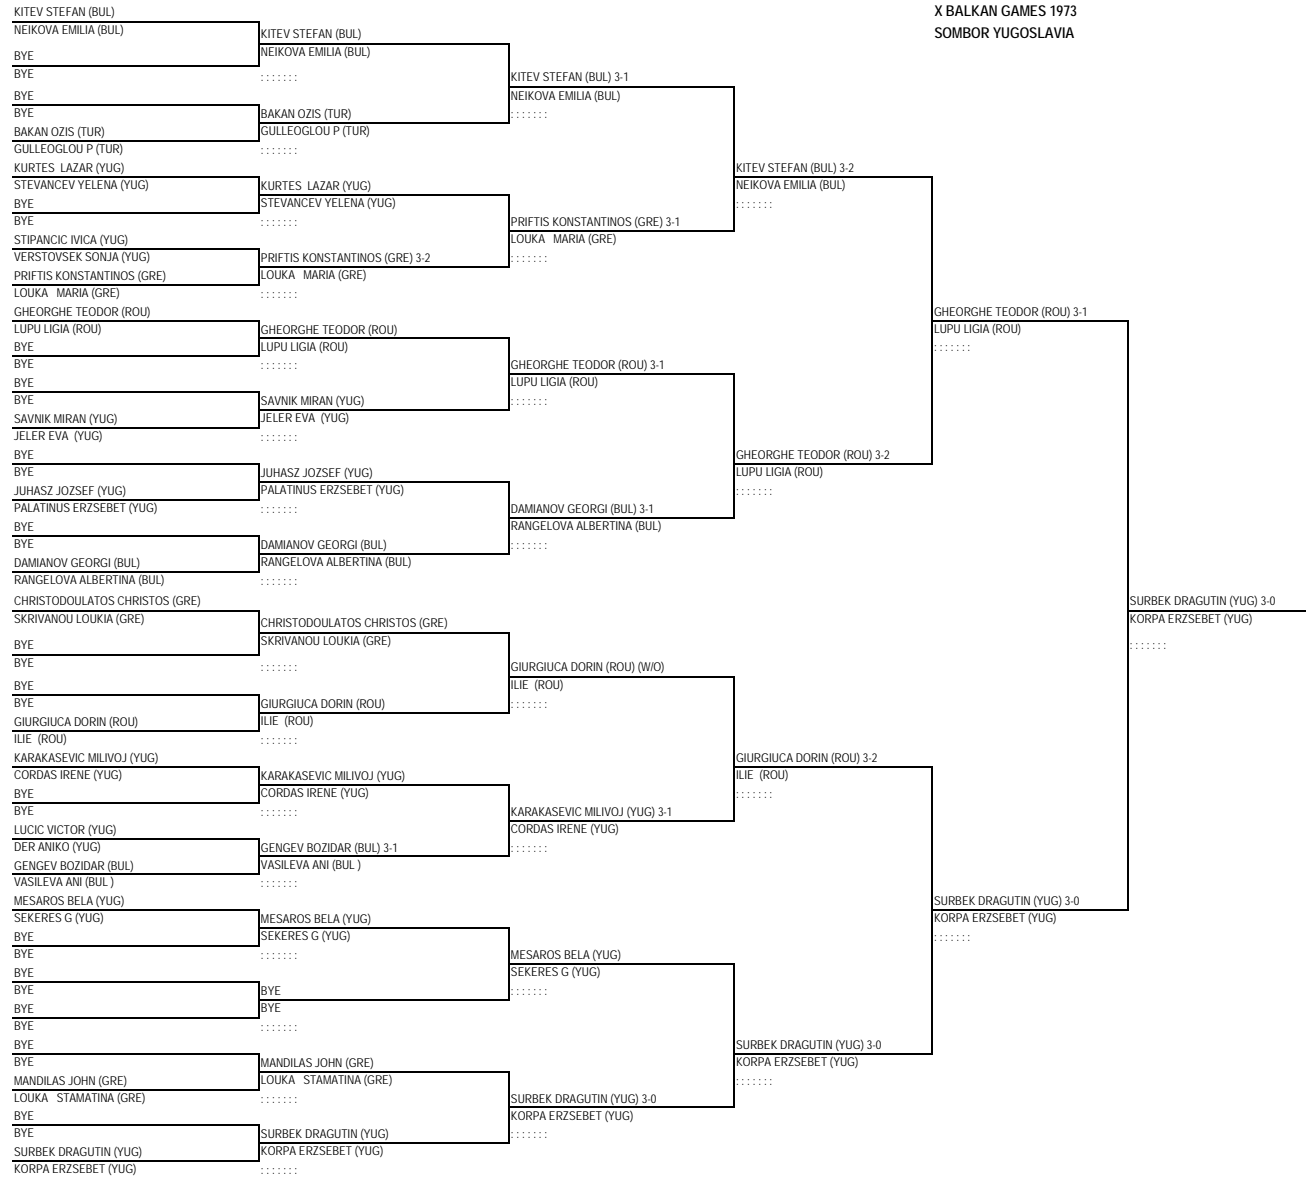 X BALKAN GAMES 1973
SOMBOR YUGOSLAVIA
KITEV STEFAN (BUL)
NEIKOVA EMILIA (BUL)
BYE
BYE
BYE
BYE
BAKAN OZIS (TUR)
GULLEOGLOU P (TUR)
KURTES LAZAR (YUG)
STEVANCEV YELENA (YUG)
BYE
BYE
STIPANCIC IVICA (YUG)
VERSTOVSEK SONJA (YUG)
PRIFTIS KONSTANTINOS (GRE)
LOUKA MARIA (GRE)
GHEORGHE TEODOR (ROU)
LUPU LIGIA (ROU)
BYE
BYE
BYE
BYE
SAVNIK MIRAN (YUG)
JELER EVA (YUG)
BYE
BYE
JUHASZ JOZSEF (YUG)
PALATINUS ERZSEBET (YUG)
BYE
BYE
DAMIANOV GEORGI (BUL)
RANGELOVA ALBERTINA (BUL)
CHRISTODOULATOS CHRISTOS (GRE)
SKRIVANOU LOUKIA (GRE)
BYE
BYE
BYE
BYE
GIURGIUCA DORIN (ROU)
ILIE (ROU)
KARAKASEVIC MILIVOJ (YUG)
CORDAS IRENE (YUG)
BYE
BYE
LUCIC VICTOR (YUG)
DER ANIKO (YUG)
GENGEV BOZIDAR (BUL)
VASILEVA ANI (BUL )
MESAROS BELA (YUG)
SEKERES G (YUG)
BYE
BYE
BYE
BYE
BYE
BYE
BYE
BYE
MANDILAS JOHN (GRE)
LOUKA STAMATINA (GRE)
BYE
BYE
SURBEK DRAGUTIN (YUG)
KORPA ERZSEBET (YUG)
KITEV STEFAN (BUL)
NEIKOVA EMILIA (BUL)
: : : : : : :
BAKAN OZIS (TUR)
GULLEOGLOU P (TUR)
: : : : : : :
KURTES LAZAR (YUG)
STEVANCEV YELENA (YUG)
: : : : : : :
PRIFTIS KONSTANTINOS (GRE) 3-2
LOUKA MARIA (GRE)
: : : : : : :
GHEORGHE TEODOR (ROU)
LUPU LIGIA (ROU)
: : : : : : :
SAVNIK MIRAN (YUG)
JELER EVA (YUG)
: : : : : : :
JUHASZ JOZSEF (YUG)
PALATINUS ERZSEBET (YUG)
: : : : : : :
DAMIANOV GEORGI (BUL)
RANGELOVA ALBERTINA (BUL)
: : : : : : :
CHRISTODOULATOS CHRISTOS (GRE)
SKRIVANOU LOUKIA (GRE)
: : : : : : :
GIURGIUCA DORIN (ROU)
ILIE (ROU)
: : : : : : :
KARAKASEVIC MILIVOJ (YUG)
CORDAS IRENE (YUG)
: : : : : : :
GENGEV BOZIDAR (BUL) 3-1
VASILEVA ANI (BUL )
: : : : : : :
MESAROS BELA (YUG)
SEKERES G (YUG)
: : : : : : :
BYE
BYE
: : : : : : :
MANDILAS JOHN (GRE)
LOUKA STAMATINA (GRE)
: : : : : : :
SURBEK DRAGUTIN (YUG)
KORPA ERZSEBET (YUG)
: : : : : : :
KITEV STEFAN (BUL) 3-1
NEIKOVA EMILIA (BUL)
: : : : : : :
PRIFTIS KONSTANTINOS (GRE) 3-1
LOUKA MARIA (GRE)
: : : : : : :
GHEORGHE TEODOR (ROU) 3-1
LUPU LIGIA (ROU)
: : : : : : :
DAMIANOV GEORGI (BUL) 3-1
RANGELOVA ALBERTINA (BUL)
: : : : : : :
GIURGIUCA DORIN (ROU) (W/O)
ILIE (ROU)
: : : : : : :
KARAKASEVIC MILIVOJ (YUG) 3-1
CORDAS IRENE (YUG)
: : : : : : :
MESAROS BELA (YUG)
SEKERES G (YUG)
: : : : : : :
SURBEK DRAGUTIN (YUG) 3-0
KORPA ERZSEBET (YUG)
: : : : : : :
KITEV STEFAN (BUL) 3-2
NEIKOVA EMILIA (BUL)
: : : : : : :
GHEORGHE TEODOR (ROU) 3-2
LUPU LIGIA (ROU)
: : : : : : :
GIURGIUCA DORIN (ROU) 3-2
ILIE (ROU)
: : : : : : :
SURBEK DRAGUTIN (YUG) 3-0
KORPA ERZSEBET (YUG)
: : : : : : :
GHEORGHE TEODOR (ROU) 3-1
LUPU LIGIA (ROU)
: : : : : : :
SURBEK DRAGUTIN (YUG) 3-0
KORPA ERZSEBET (YUG)
: : : : : : :
SURBEK DRAGUTIN (YUG) 3-0
KORPA ERZSEBET (YUG)
: : : : : : :